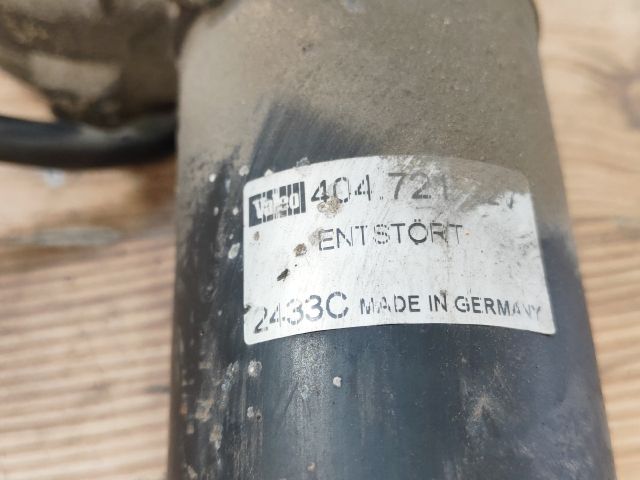 Valeo 404.721
ENTSTÖRT
2433C MADE IN GERMANY